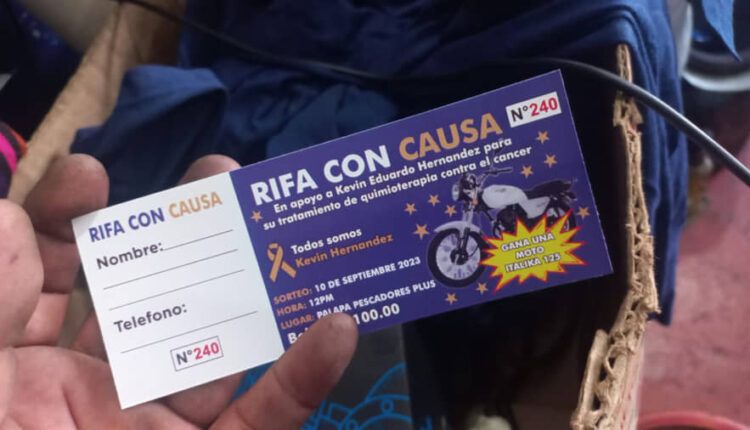 RIFA CON CAUSA
Nombre:
Telefono:
N° 240
RIFA CON CAUSA
N° 240
En apoyo a Kevin Eduardo Hernandez para
su tratamiento de quimioterapia contra el cancer
Todos somos
Kevin Hernandez
GANA UNA
MOTO
ITALIKA 125
SORTEO: 10 DE SEPTIEMBRE 2023
HORA: 12PM
LUGAR: PALAPA PESCADORES PLUS
100.00